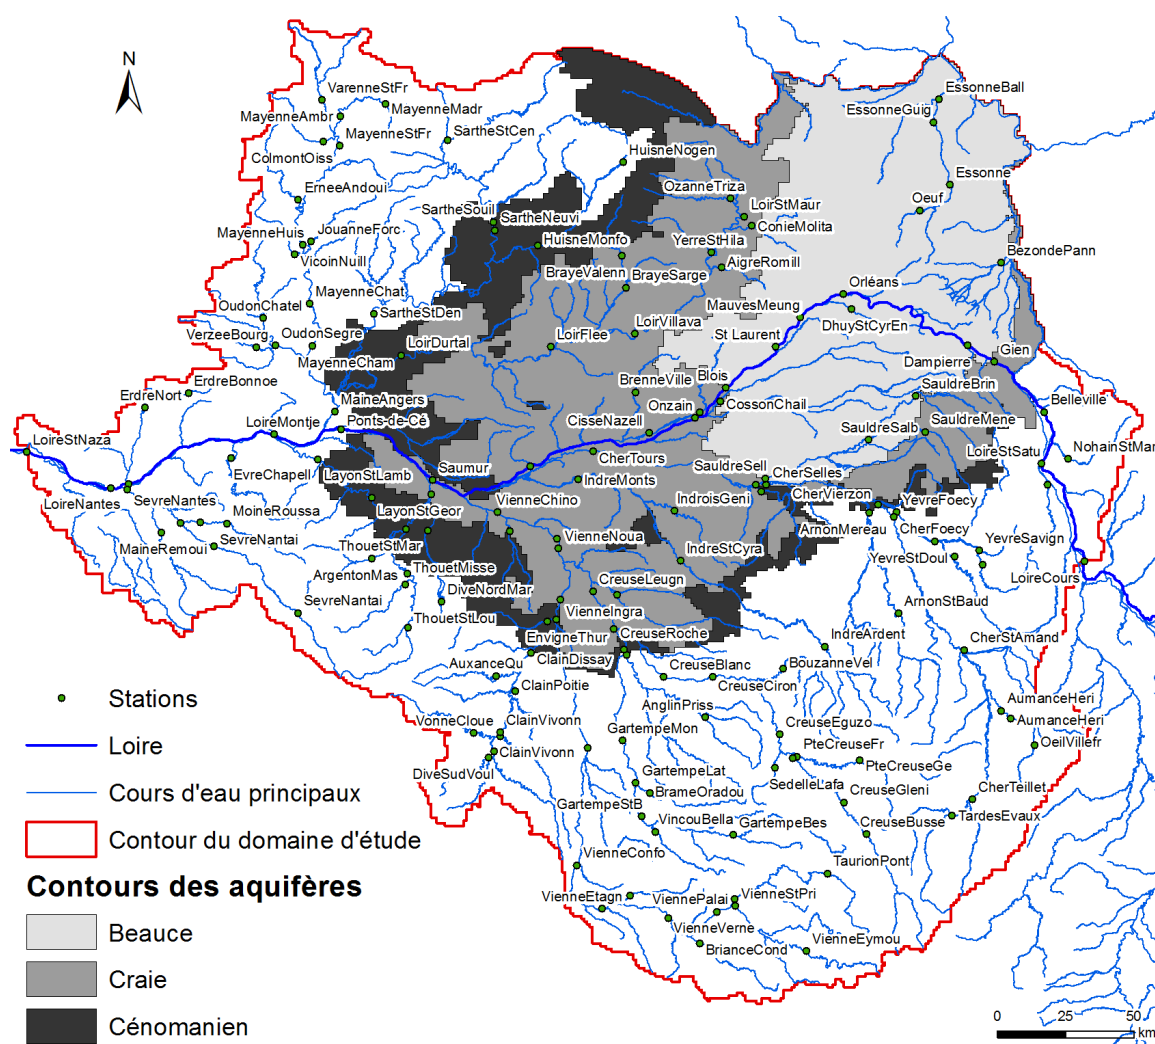 N
VarenneStFr
MayenneMadr
MayenneAmbr
MayenneStFr
SartheStCen
ColmontOiss
ErneeAndoui
MayenneHuis
JouanneForc
VicoinNuill
MayenneChat
OudonChatel
SartheStDen
VerzeeBourg
OudonSegre
MayenneCham
LoirDurtal
ErdreBonnoe
ErdreNort
MaineAngers
LoireMontje
Ponts-de-Cé
LoireStNaza
EvreChapell
LayonStLamb
Saumur
LoireNantes
SevreNantes
MoineRoussa
LayonStGeor
MaineRemoui
SevreNantai
ThouetStMar
ArgentonMas
ThouetMisse
DiveNordMar
SevreNantai
ThouetStLou
HuisneNogen
SartheSouil
SartheNeuvi
HuisneMonfo
OzanneTriza
LoirStMaur
ConieMolita
YerreStHila
AigreRomill
BrayeValenn
BrayeSarge
MauvesMeung
LoirFlee
LoirVillava
St Laurent
BrenneVille
Blois
Onzain
CossonChail
CisseNazell
CherTours
IndreMonts
VienneChino
VienneNoua
IndroisGeni
IndreStCyra
CreuseLeugn
VienneIngra
EnvigneThur
CreuseRoche
ClainDissay
EssonneBall
EssonneGuig
Essonne
Oeuf
BezondePann
Orléans
DhuyStCyrEn
Dampierre
Gien
SauldreBrin
Belleville
SauldreSalb
SauldreMene
NohainStMar
LoireStSatu
SauldreSell
CherSelles
CherVierzon
YevreFoecy
ArnonMereau
CherFoecy
YevreSavign
YevreStDoul
LoireCours
ArnonStBaud
IndreArdent
CherStAmand
AuxanceQu
ClainPoitie
CreuseBlanc
BouzanneVel
CreuseCiron
AumanceHeri
AumanceHeri
OeilVillefr
AnglinPriss
VonneCloue
ClainVivonn
GartempeMon
CreuseEguzo
PteCreuseFr
PteCreuseGe
ClainVivonn
DiveSudVoul
GartempeLat
SedelleLafa
BrameOradou
CreuseGleni
CherTeillet
GartempeStB
VincouBella
GartempeBes
CreuseBusse
TardesEvaux
VienneConfo
TaurionPont
VienneEtagn
ViennePalai
VienneStPri
VienneVerne
BrianceCond
VienneEymou
Stations
Loire
Cours d'eau principaux
Contour du domaine d'étude
Contours des aquifères
Beauce
Craie
Cénomanien
0 25 50
km